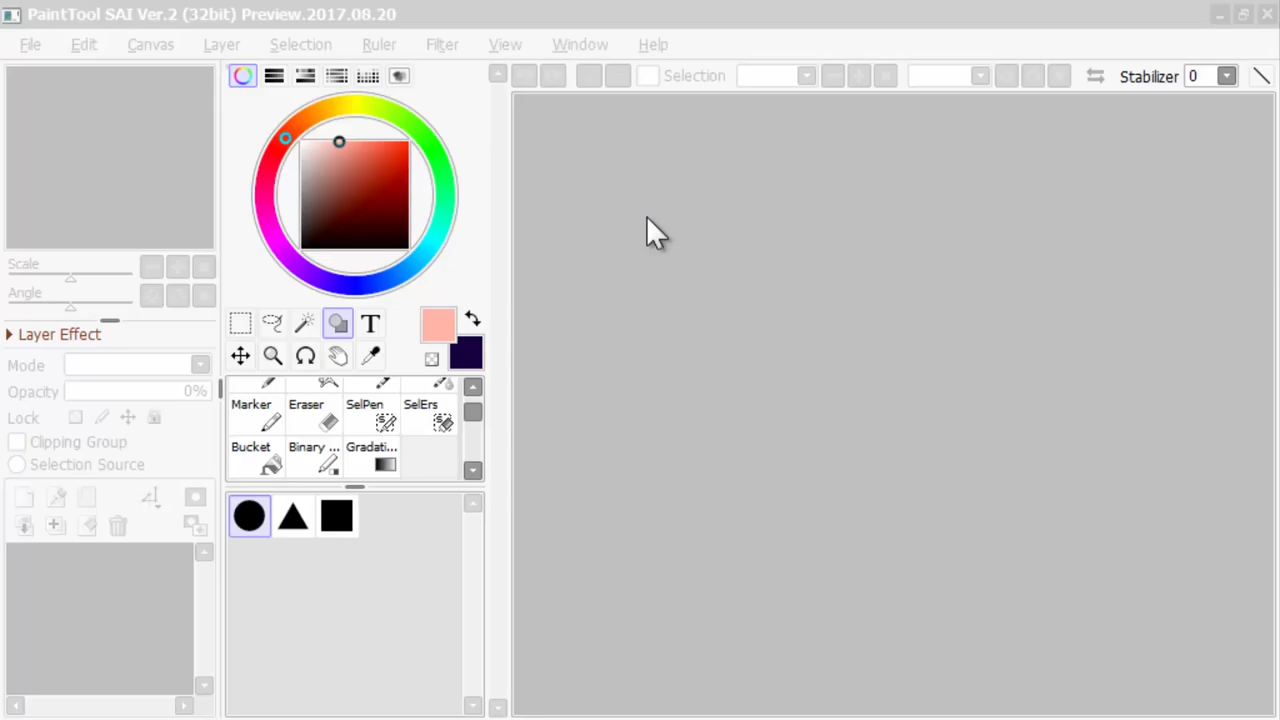 PaintTool SAI Ver.2 (32bit) Preview.2017.08.20
File Edit Canvas Layer Selection Ruler Filter View Window Help
Selection Stabilizer 0
Scale
Angle
Layer Effect
Mode
Opacity 0%
Lock
Clipping Group
Selection Source
T
Marker Eraser SelPen SelErs
Bucket Binary ... Gradati...